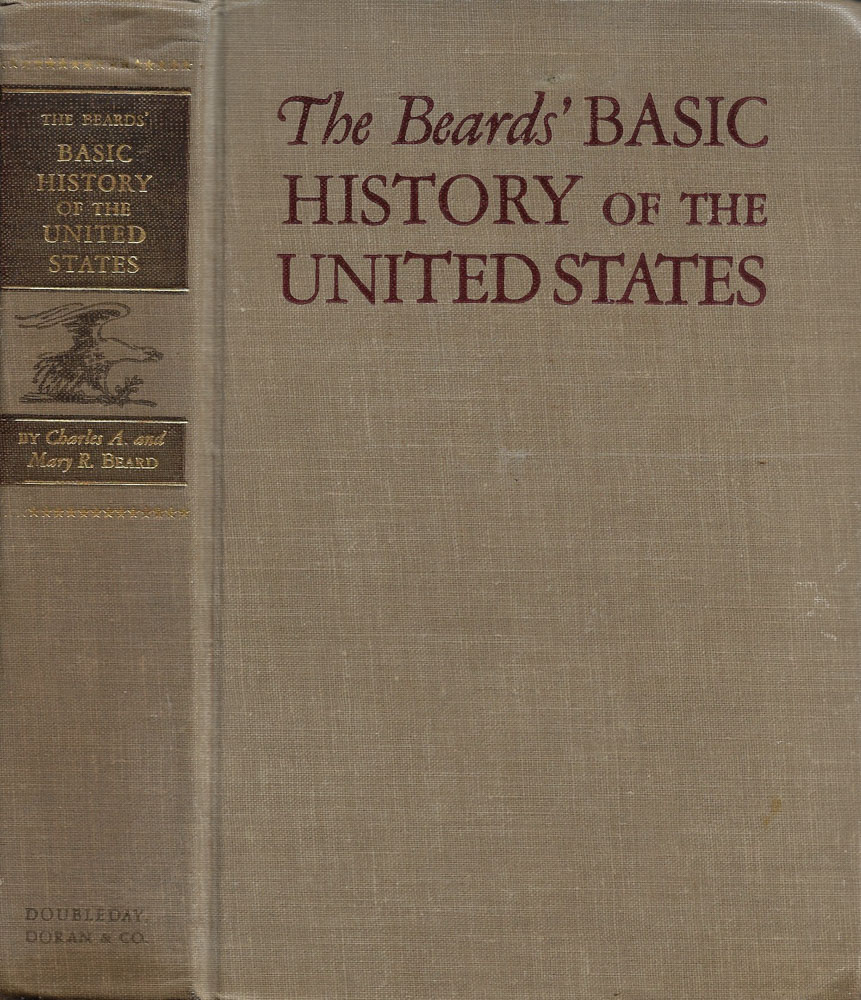 THE BEARDS'
BASIC
HISTORY
OF THE
UNITED
STATES
BY Charles A. and
Mary R. BEARD
DOUBLEDAY,
DORAN & CO.
The Beards' BASIC
HISTORY OF THE
UNITED STATES